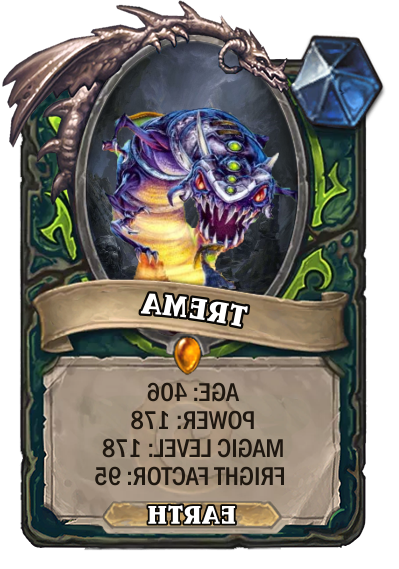 TREMA
AGE: 406
POWER: 178
MAGIC LEVEL: 178
FRIGHT FACTOR: 95
EARTH